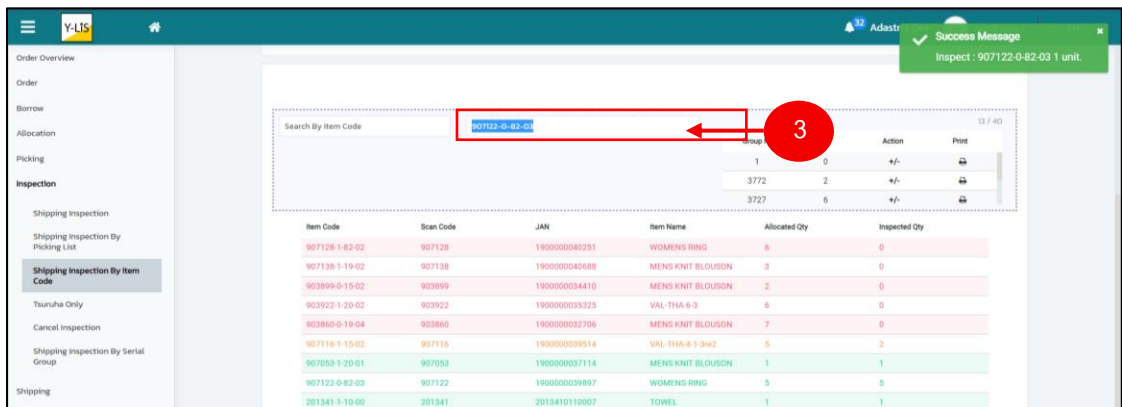 Y-LIS
32
Adastr
Success Message
×
Inspect : 907122-0-82-03 1 unit.
Order Overview
Order
Borrow
Allocation
Picking
Inspection
Shipping Inspection
Shipping Inspection By
Picking List
Shipping Inspection By Item
Code
Tsuruha Only
Cancel Inspection
Shipping Inspection By Serial
Group
Shipping
Search By Item Code
907122-0-82-03
3
13 / 40
Group Action Print
1 0 +/-
3772 2 +/-
3727 6 +/-
Item Code Scan Code JAN Item Name Allocated Qty Inspected Qty
907128-1-82-02 907128 1900000040251 WOMENS RING 6 0
907138-1-19-02 907138 1900000040688 MENS KNIT BLOUSON 3 0
903899-0-15-02 903899 1900000034410 MENS KNIT BLOUSON 2 0
903922-1-20-02 903922 1900000035325 VAL-THA-6-3 6 0
903860-0-19-04 903860 1900000032706 MENS KNIT BLOUSON 7 0
907116-1-15-02 907116 1900000039514 VAL-THA-4-1-3re2 5 2
907053-1-20-01 907053 1900000037114 MENS KNIT BLOUSON 1 1
907122-0-82-03 907122 1900000039897 WOMENS RING 5 5
201341-1-10-00 201341 2013410110007 TOWEL 1 1